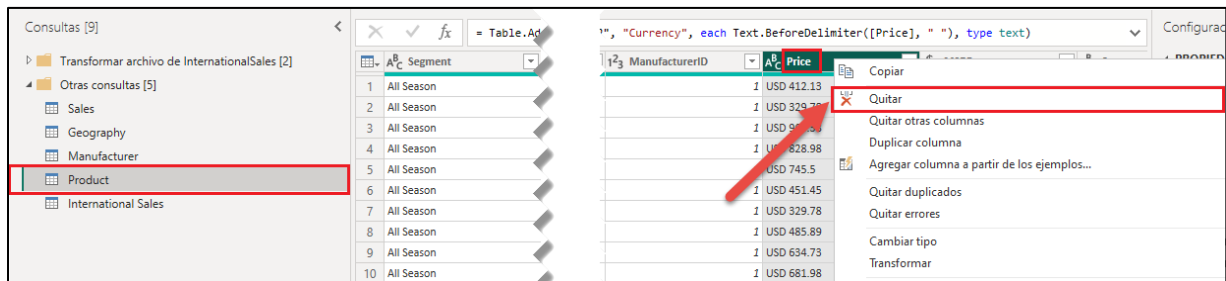 Consultas [9]
Transformar archivo de InternationalSales [2]
Otras consultas [5]
Sales
Geography
Manufacturer
Product
International Sales
fx = Table.Ad ", "Currency", each Text.BeforeDelimiter([Price], " "), type text)
ABC Segment 123 ManufacturerID ABC Price
1 All Season 1 USD 412.13
2 All Season 1 USD 329.78
3 All Season 1 USD
4 All Season 1 USD 828.98
5 All Season 1 USD 745.5
6 All Season 1 USD 451.45
7 All Season 1 USD 329.78
8 All Season 1 USD 485.89
9 All Season 1 USD 634.73
10 All Season 1 USD 681.98
Copiar
Quitar
Quitar otras columnas
Duplicar columna
Agregar columna a partir de los ejemplos...
Quitar duplicados
Quitar errores
Cambiar tipo
Transformar
Configurac